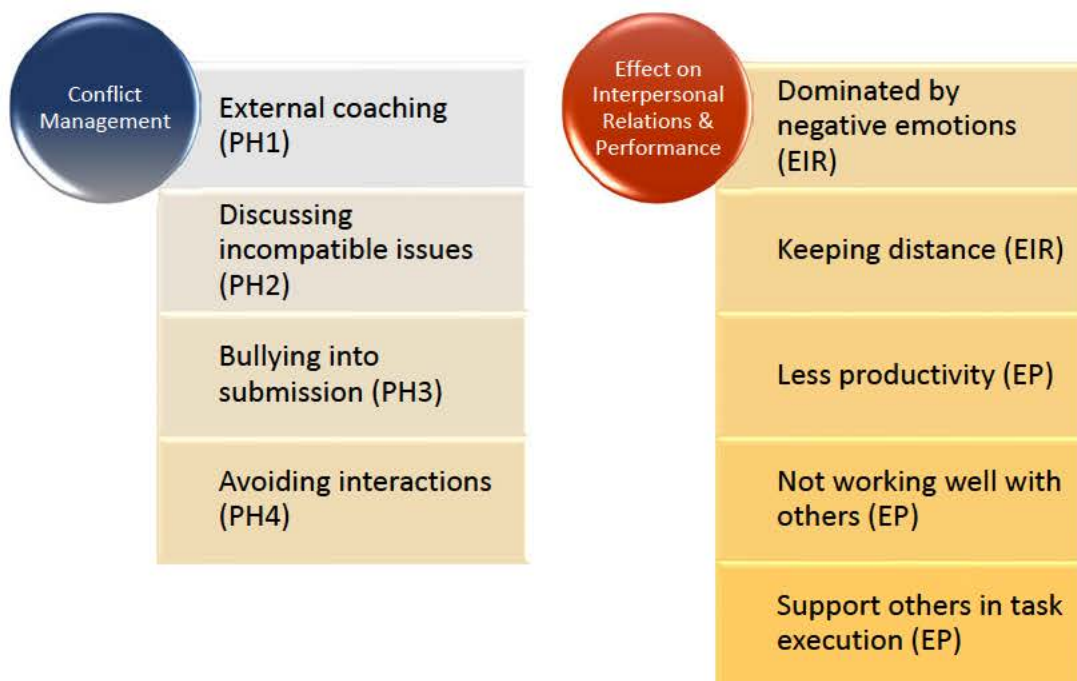 Conflict
Management
External coaching
(PH1)
Discussing
incompatible issues
(PH2)
Bullying into
submission (PH3)
Avoiding interactions
(PH4)
Effect on
Interpersonal
Relations &
Performance
Dominated by
negative emotions
(EIR)
Keeping distance (EIR)
Less productivity (EP)
Not working well with
others (EP)
Support others in task
execution (EP)